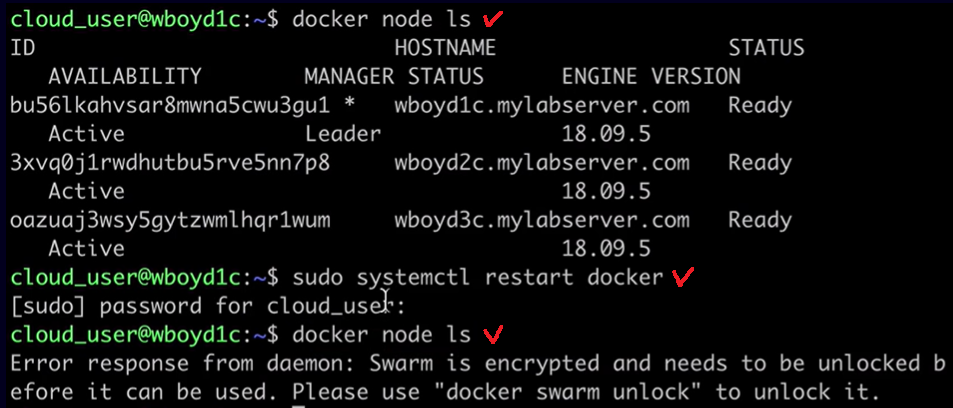 cloud_user@wboyd1c:~$ docker node ls
ID HOSTNAME STATUS
AVAILABILITY MANAGER STATUS ENGINE VERSION
bu56lkahvsar8mwna5cwu3gu1 * wboyd1c.mylabserver.com Ready
Active Leader 18.09.5
3xvq0j1rwdhutbu5rve5nn7p8 wboyd2c.mylabserver.com Ready
Active 18.09.5
oazuaj3wsy5gytzwmlhqr1wum wboyd3c.mylabserver.com Ready
Active 18.09.5
cloud_user@wboyd1c:~$ sudo systemctl restart docker
[sudo] password for cloud_user:
cloud_user@wboyd1c:~$ docker node ls
Error response from daemon: Swarm is encrypted and needs to be unlocked b
efore it can be used. Please use "docker swarm unlock" to unlock it.